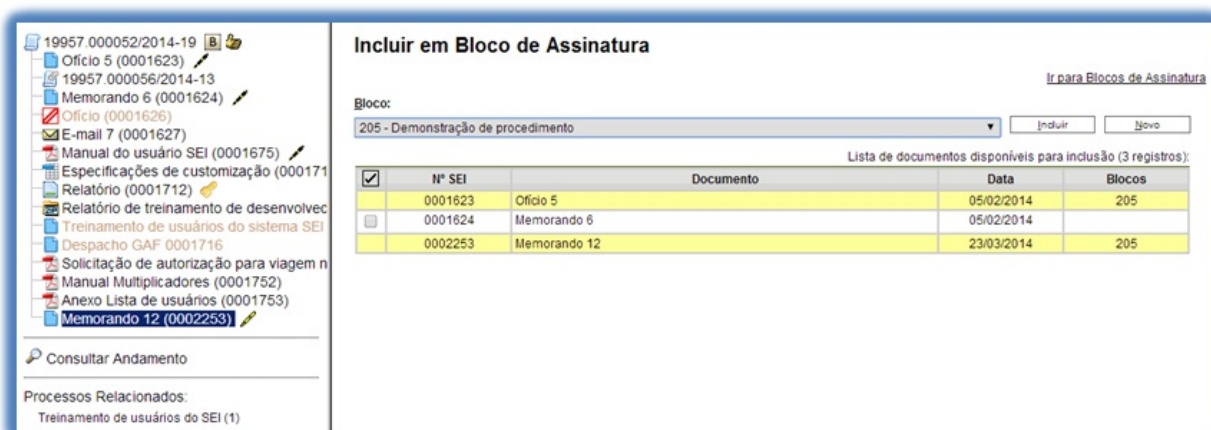 19957.000052/2014-19 B
Ofício 5 (0001623)
19957.000056/2014-13
Memorando 6 (0001624)
Ofício (0001626)
E-mail 7 (0001627)
Manual do usuário SEI (0001675)
Especificações de customização (000171
Relatório (0001712)
Relatório de treinamento de desenvolvec
Treinamento de usuários do sistema SEI
Despacho GAF 0001716
Solicitação de autorização para viagem n
Manual Multiplicadores (0001752)
Anexo Lista de usuários (0001753)
Memorando 12 (0002253)
Consultar Andamento
Processos Relacionados:
Treinamento de usuários do SEI (1)
Incluir em Bloco de Assinatura
Ir para Blocos de Assinatura
Bloco:
205 - Demonstração de procedimento Incluir Novo
Lista de documentos disponíveis para inclusão (3 registros):
Nº SEI Documento Data Blocos
0001623 Ofício 5 05/02/2014 205
0001624 Memorando 6 05/02/2014
0002253 Memorando 12 23/03/2014 205